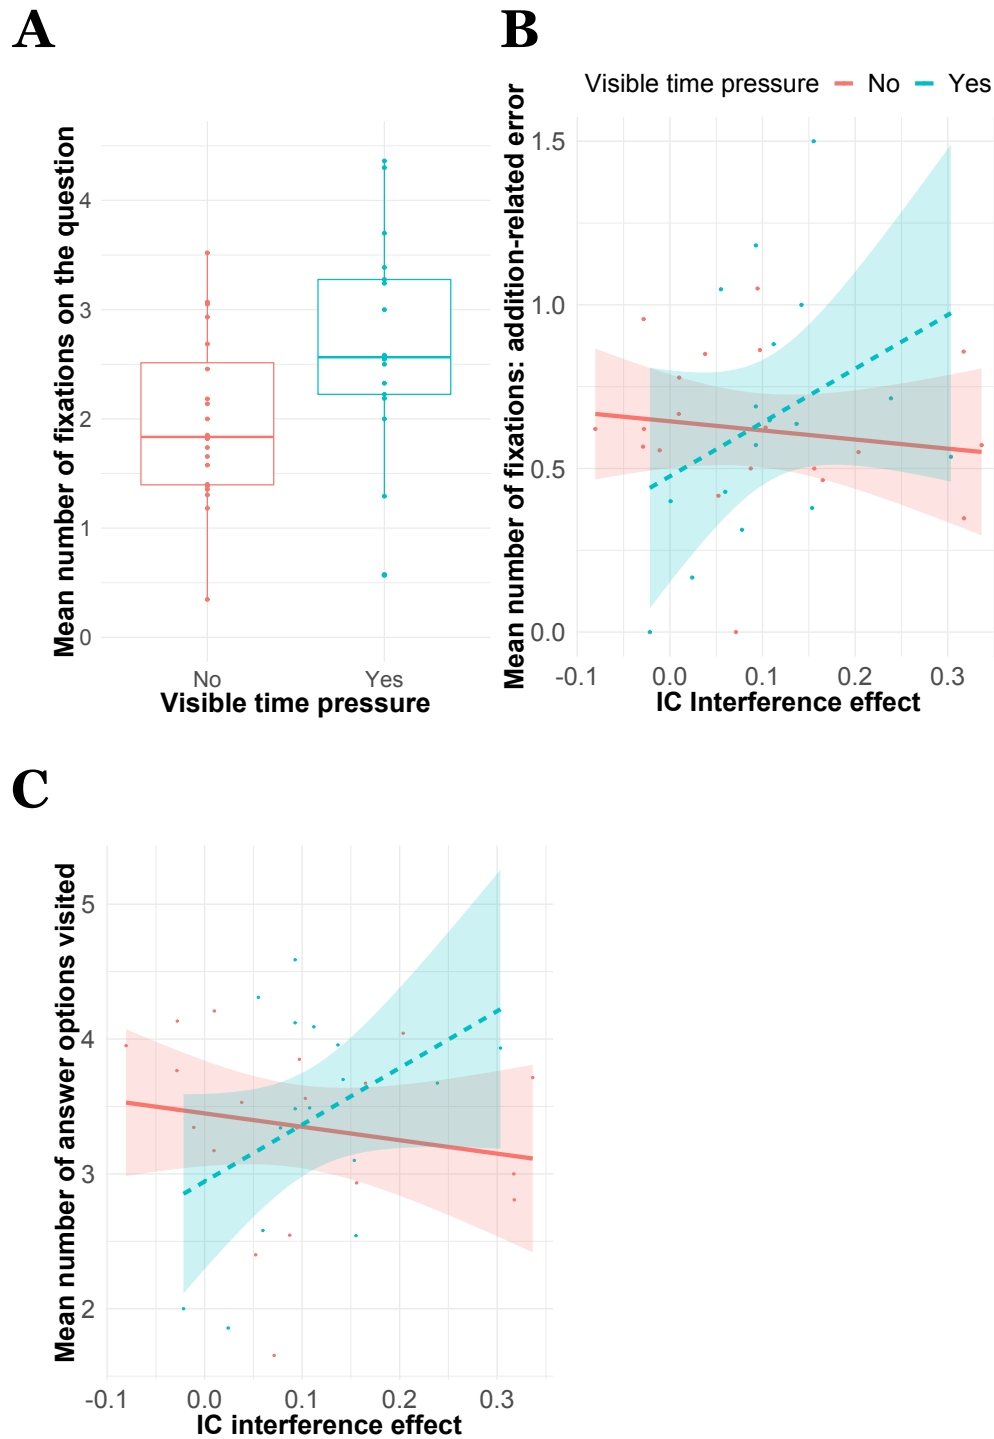 A
Mean number of fixations on the question
4
3
2
1
0
No Yes
Visible time pressure
B
Visible time pressure No Yes
Mean number of fixations: addition-related error
1.5
1.0
0.5
0.0
-0.1 0.0 0.1 0.2 0.3
IC Interference effect
C
Mean number of answer options visited
5
4
3
2
-0.1 0.0 0.1 0.2 0.3
IC interference effect